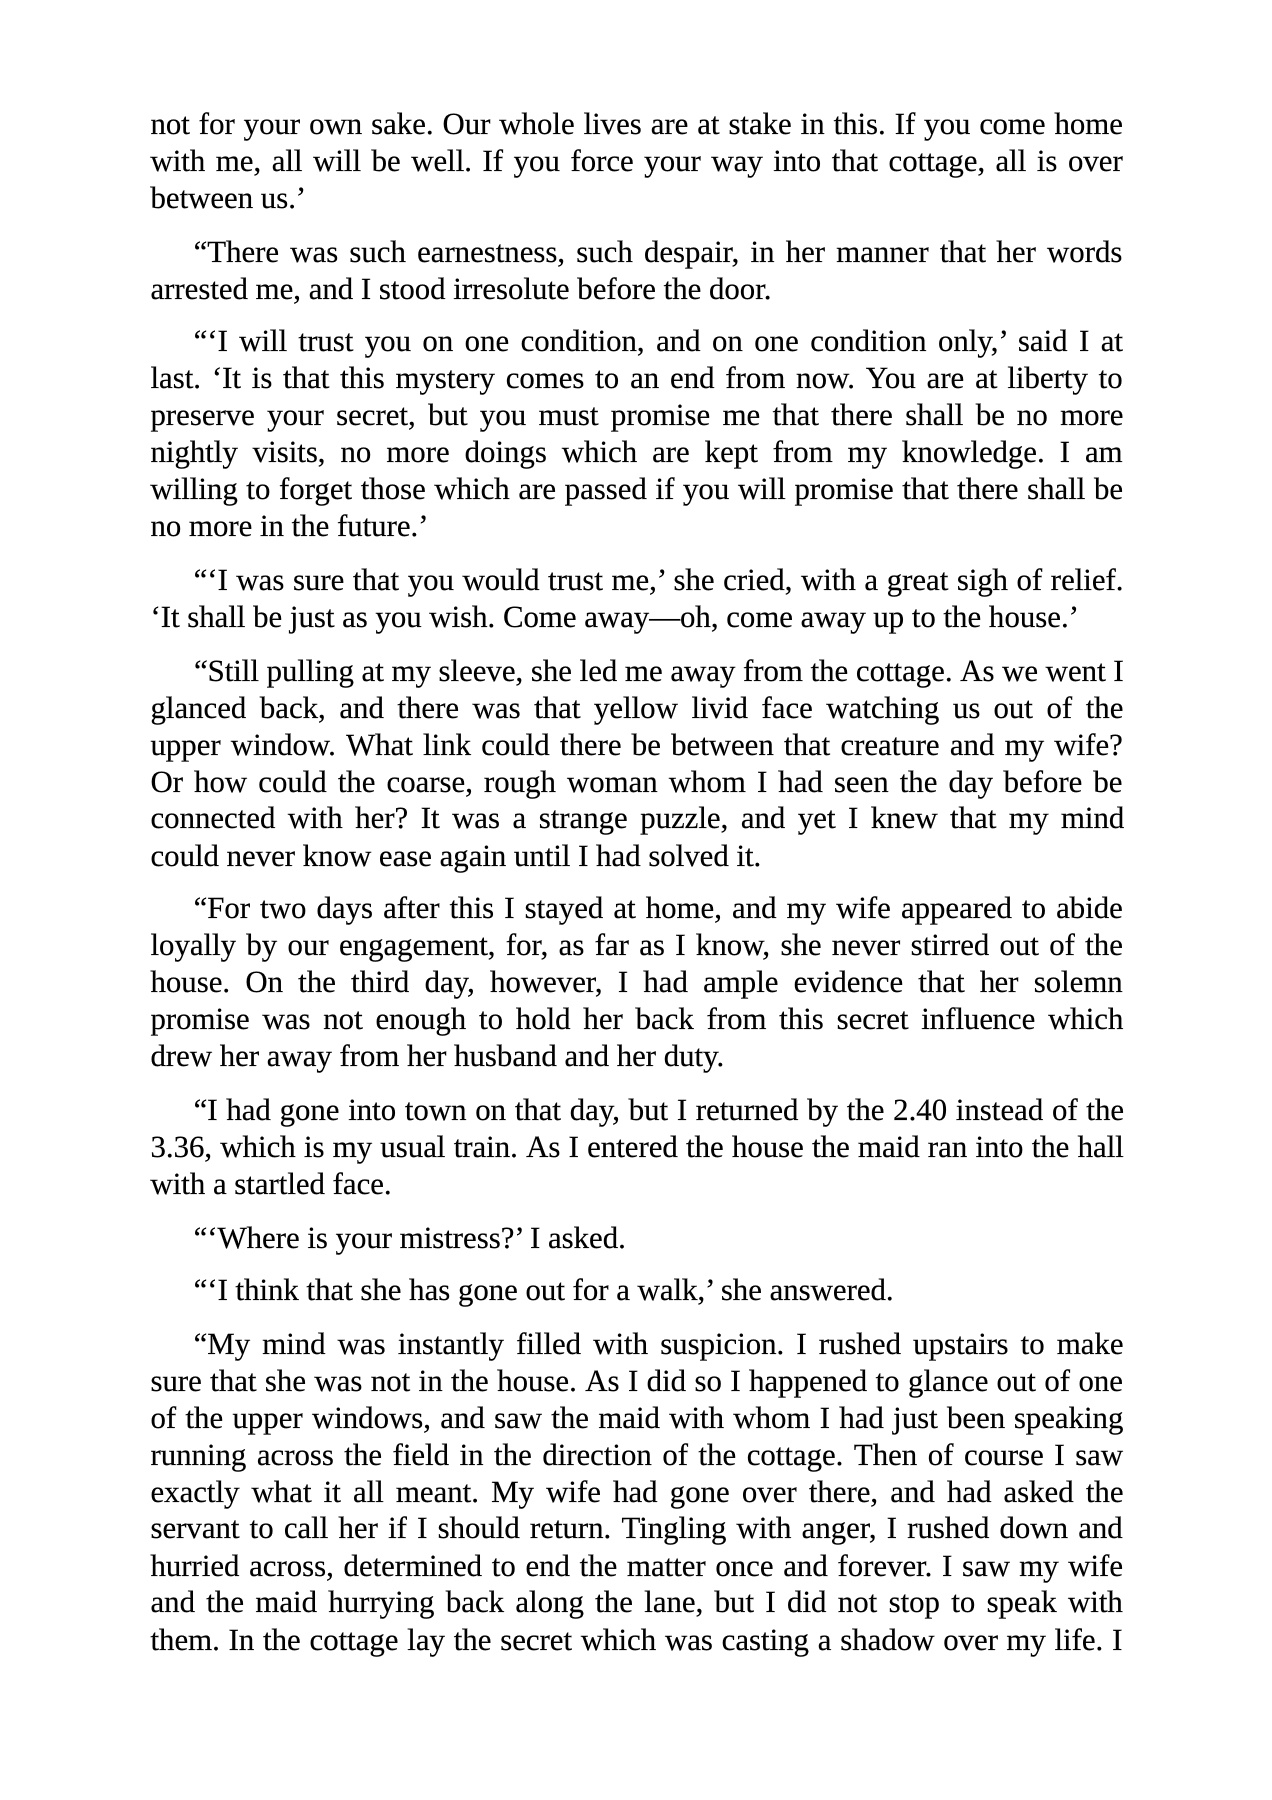 not for your own sake. Our whole lives are at stake in this. If you come home
with me, all will be well. If you force your way into that cottage, all is over
between us.’
“There was such earnestness, such despair, in her manner that her words
arrested me, and I stood irresolute before the door.
“‘I will trust you on one condition, and on one condition only,’ said I at
last. ‘It is that this mystery comes to an end from now. You are at liberty to
preserve your secret, but you must promise me that there shall be no more
nightly visits, no more doings which are kept from my knowledge. I am
willing to forget those which are passed if you will promise that there shall be
no more in the future.’
“‘I was sure that you would trust me,’ she cried, with a great sigh of relief.
‘It shall be just as you wish. Come away—oh, come away up to the house.’
“Still pulling at my sleeve, she led me away from the cottage. As we went I
glanced back, and there was that yellow livid face watching us out of the
upper window. What link could there be between that creature and my wife?
Or how could the coarse, rough woman whom I had seen the day before be
connected with her? It was a strange puzzle, and yet I knew that my mind
could never know ease again until I had solved it.
“For two days after this I stayed at home, and my wife appeared to abide
loyally by our engagement, for, as far as I know, she never stirred out of the
house. On the third day, however, I had ample evidence that her solemn
promise was not enough to hold her back from this secret influence which
drew her away from her husband and her duty.
“I had gone into town on that day, but I returned by the 2.40 instead of the
3.36, which is my usual train. As I entered the house the maid ran into the hall
with a startled face.
“‘Where is your mistress?’ I asked.
“‘I think that she has gone out for a walk,’ she answered.
“My mind was instantly filled with suspicion. I rushed upstairs to make
sure that she was not in the house. As I did so I happened to glance out of one
of the upper windows, and saw the maid with whom I had just been speaking
running across the field in the direction of the cottage. Then of course I saw
exactly what it all meant. My wife had gone over there, and had asked the
servant to call her if I should return. Tingling with anger, I rushed down and
hurried across, determined to end the matter once and forever. I saw my wife
and the maid hurrying back along the lane, but I did not stop to speak with
them. In the cottage lay the secret which was casting a shadow over my life. I